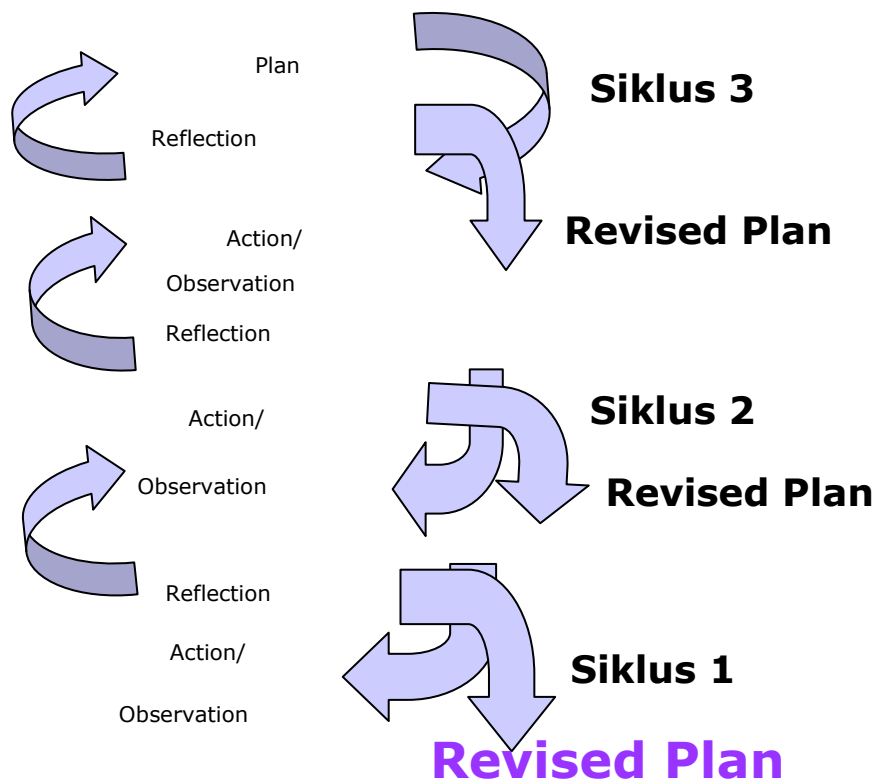 Plan
Siklus 3
Reflection
Revised Plan
Action/
Observation
Reflection
Siklus 2
Action/
Observation
Revised Plan
Reflection
Action/
Siklus 1
Observation
Revised Plan